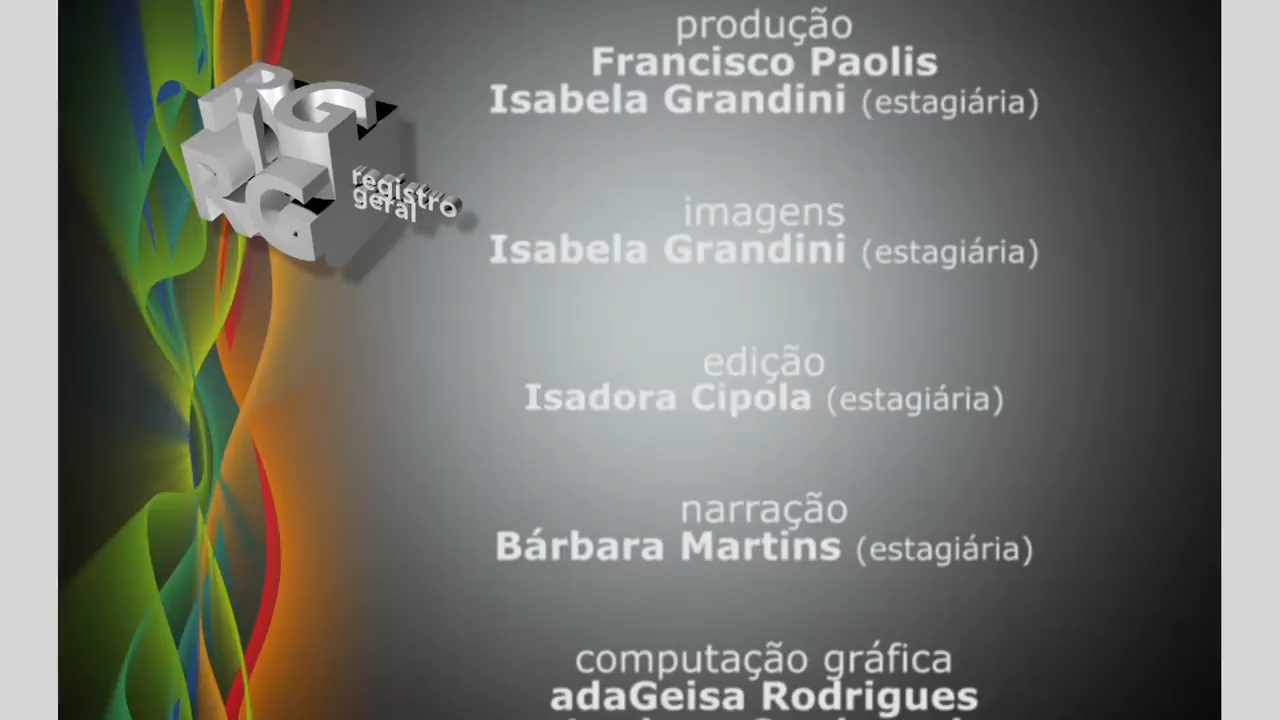 RG
RG
registro
geral
produção
Francisco Paolis
Isabela Grandini (estagiária)
imagens
Isabela Grandini (estagiária)
edição
Isadora Cipola (estagiária)
narração
Bárbara Martins (estagiária)
computação gráfica
adaGeisa Rodrigues